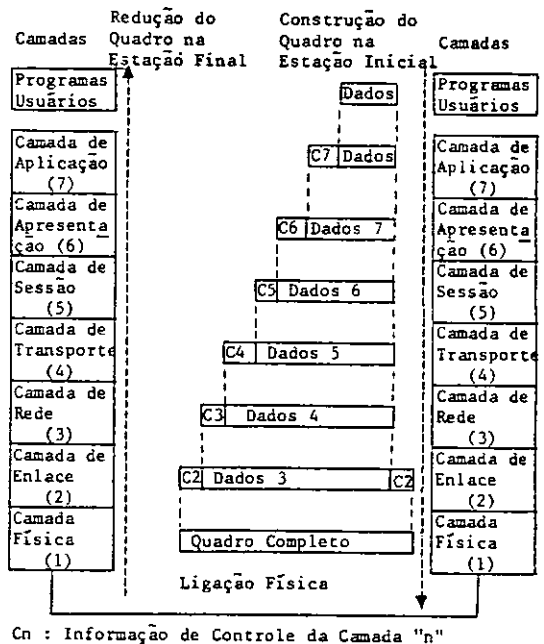 Camadas
Redução do
Quadro na
Estação Final
Construção do
Quadro na
Estação Inicial
Camadas
Programas
Usuários
Dados
Programas
Usuários
Camada de
Aplicação
(7)
C7 Dados
Camada de
Aplicação
(7)
Camada de
Apresenta
ção (6)
C6 Dados 7
Camada de
Apresenta
ção (6)
Camada de
Sessão
(5)
C5 Dados 6
Camada de
Sessão
(5)
Camada de
Transporte
(4)
C4 Dados 5
Camada de
Transporte
(4)
Camada de
Rede
(3)
C3 Dados 4
Camada de
Rede
(3)
Camada de
Enlace
(2)
C2 Dados 3 C2
Camada de
Enlace
(2)
Camada
Física
(1)
Quadro Completo
Camada
Física
(1)
Ligação Física
Cn : Informação de Controle da Camada "n"